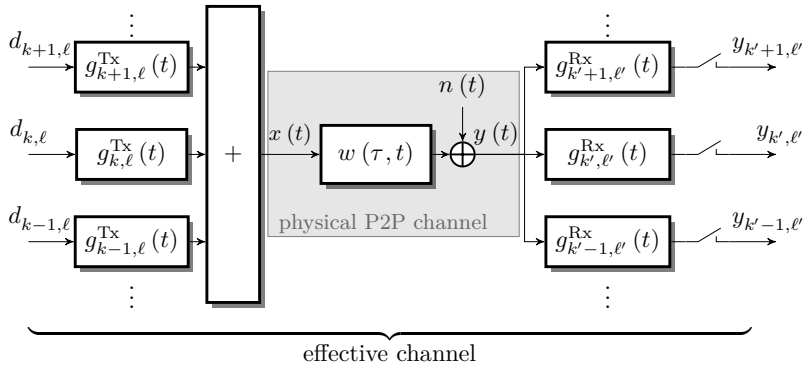 d_{k+1,ℓ}
g^{Tx}_{k+1,ℓ}(t)
d_{k,ℓ}
g^{Tx}_{k,ℓ}(t)
d_{k-1,ℓ}
g^{Tx}_{k-1,ℓ}(t)
+
x(t)
w(τ,t)
n(t)
y(t)
physical P2P channel
g^{Rx}_{k'+1,ℓ'}(t)
y_{k'+1,ℓ'}
g^{Rx}_{k',ℓ'}(t)
y_{k',ℓ'}
g^{Rx}_{k'-1,ℓ'}(t)
y_{k'-1,ℓ'}
effective channel